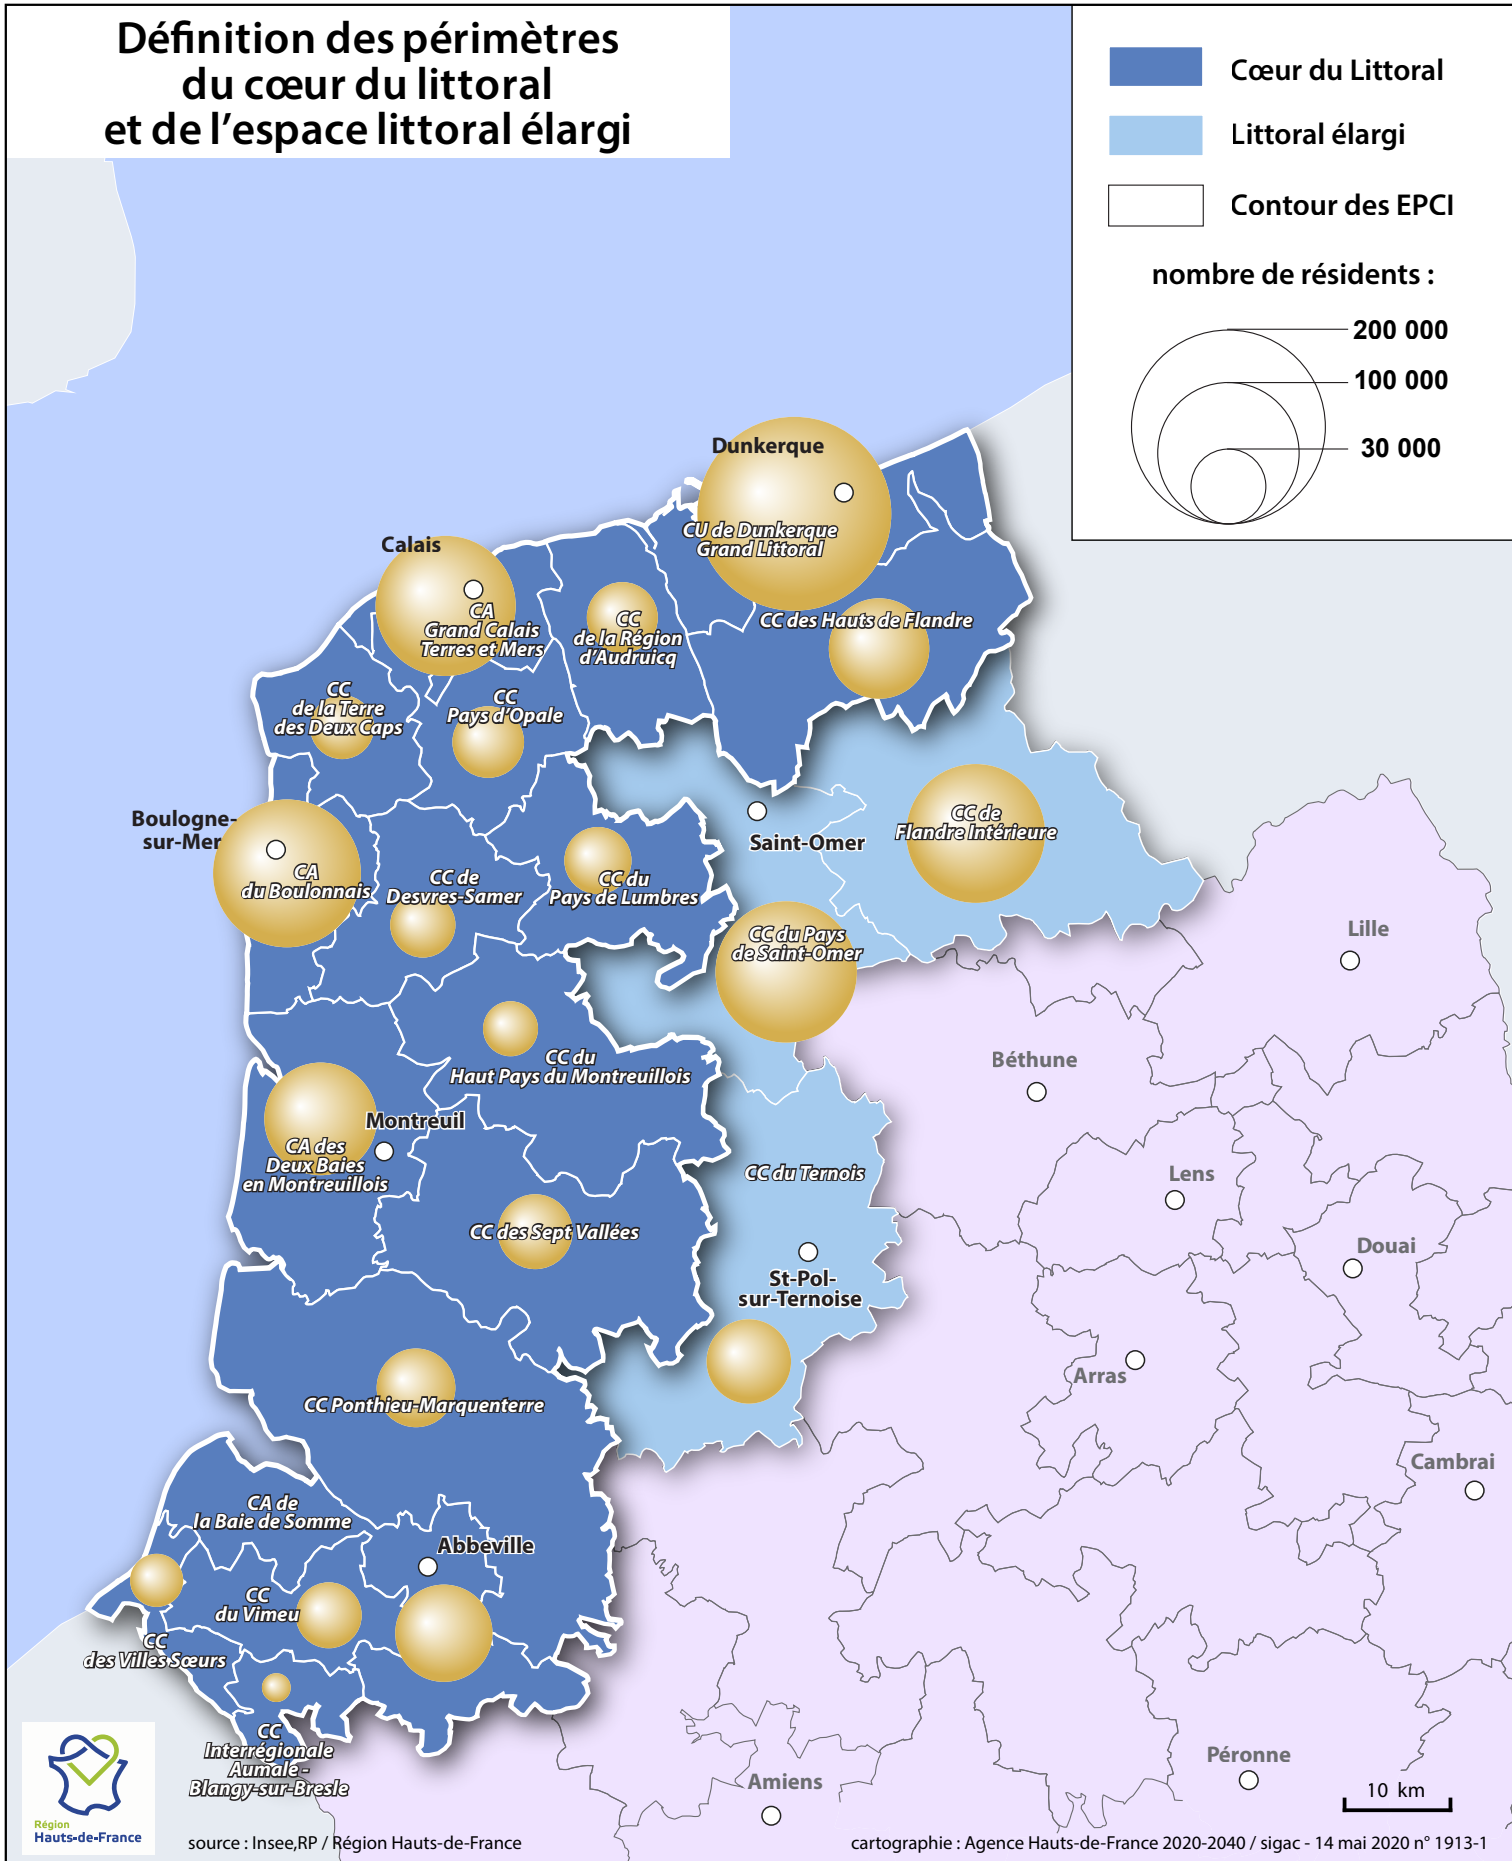 Définition des périmètres
du cœur du littoral
et de l'espace littoral élargi
Cœur du Littoral
Littoral élargi
Contour des EPCI
nombre de résidents :
200 000
100 000
30 000
Dunkerque
CU de Dunkerque
Grand Littoral
Calais
CA
Grand Calais
Terres et Mers
CC
de la Région
d'Audruicq
CC des Hauts de Flandre
CC
de la Terre
des Deux Caps
CC
Pays d'Opale
Boulogne-
sur-Mer
CA
du Boulonnais
CC de
Desvres-Samer
CC du
Pays de Lumbres
Saint-Omer
CC de
Flandre Intérieure
CC du Pays
de Saint-Omer
Lille
CC du
Haut Pays du Montreuillois
Béthune
Montreuil
CA des
Deux Baies
en Montreuillois
CC du Ternois
Lens
CC des Sept Vallées
St-Pol-
sur-Ternoise
Douai
Arras
CC Ponthieu-Marquenterre
Cambrai
CA de
la Baie de Somme
Abbeville
CC
du Vimeu
CC
des Villes Sœurs
CC
Interrégionale
Aumale -
Blangy-sur-Bresle
Amiens
Péronne
10 km
Région
Hauts-de-France
source : Insee,RP / Région Hauts-de-France
cartographie : Agence Hauts-de-France 2020-2040 / sigac - 14 mai 2020 n° 1913-1